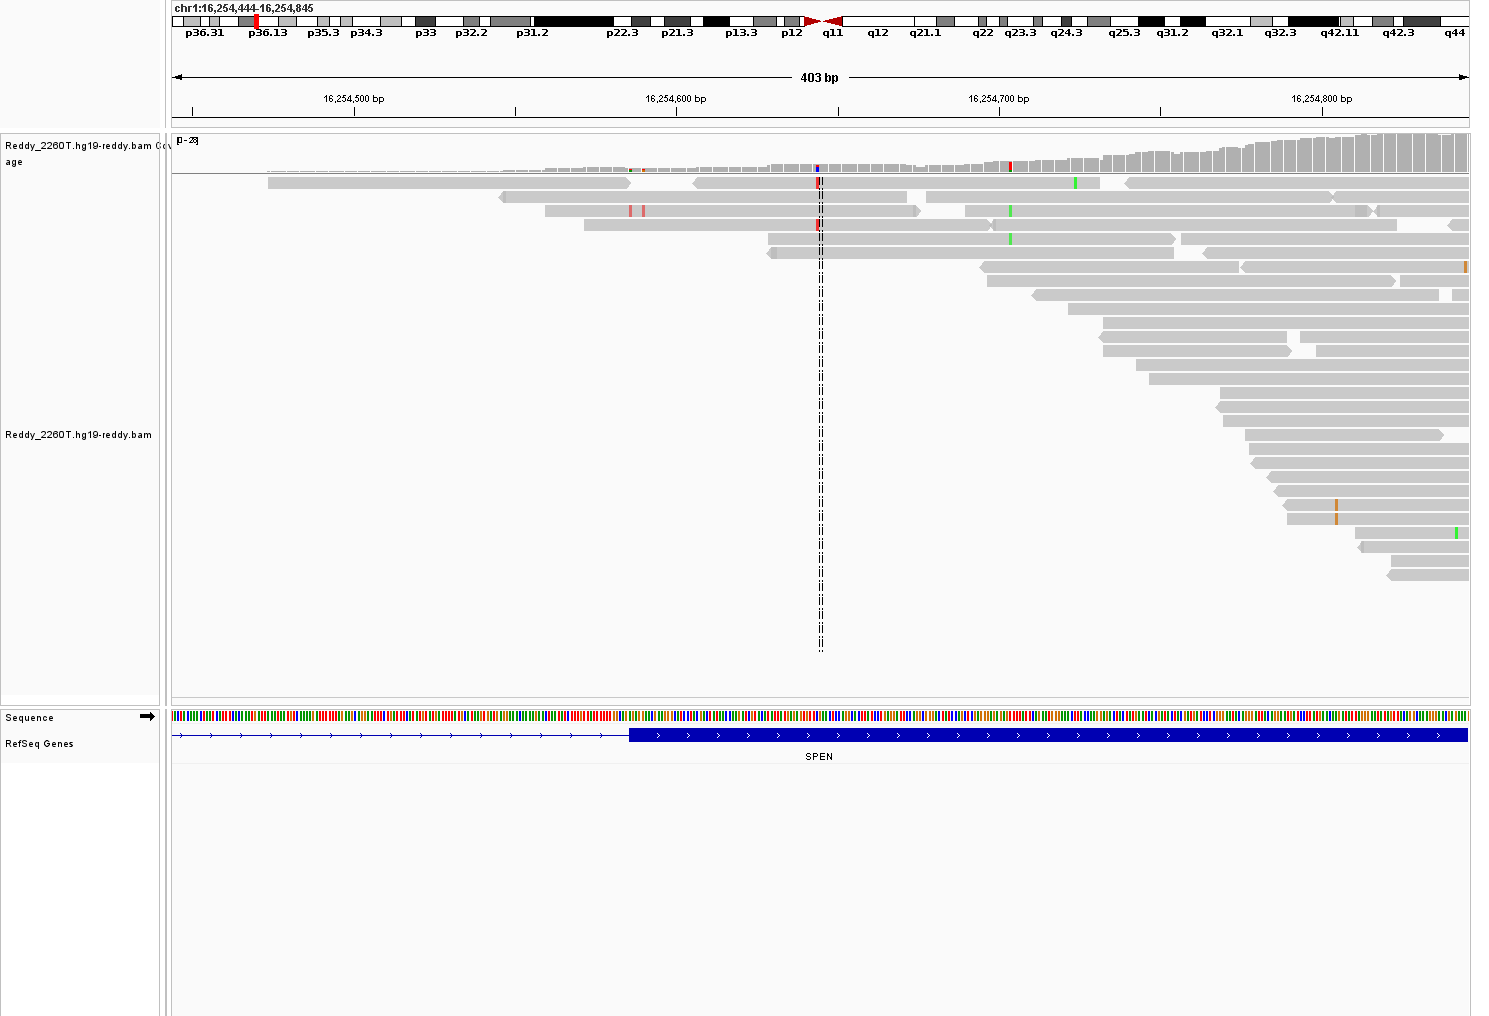 chr1:16,254,444-16,254,845
p36.31 p36.13 p35.3 p34.3 p33 p32.2 p31.2 p22.3 p21.3 p13.3 p12 q11 q12 q21.1 q22 q23.3 q24.3 q25.3 q31.2 q32.1 q32.3 q42.11 q42.3 q44
403 bp
16,254,500 bp 16,254,600 bp 16,254,700 bp 16,254,800 bp
Reddy_2260T.hg19-reddy.bam Cov
age
[0-28]
Reddy_2260T.hg19-reddy.bam
Sequence
RefSeq Genes
SPEN